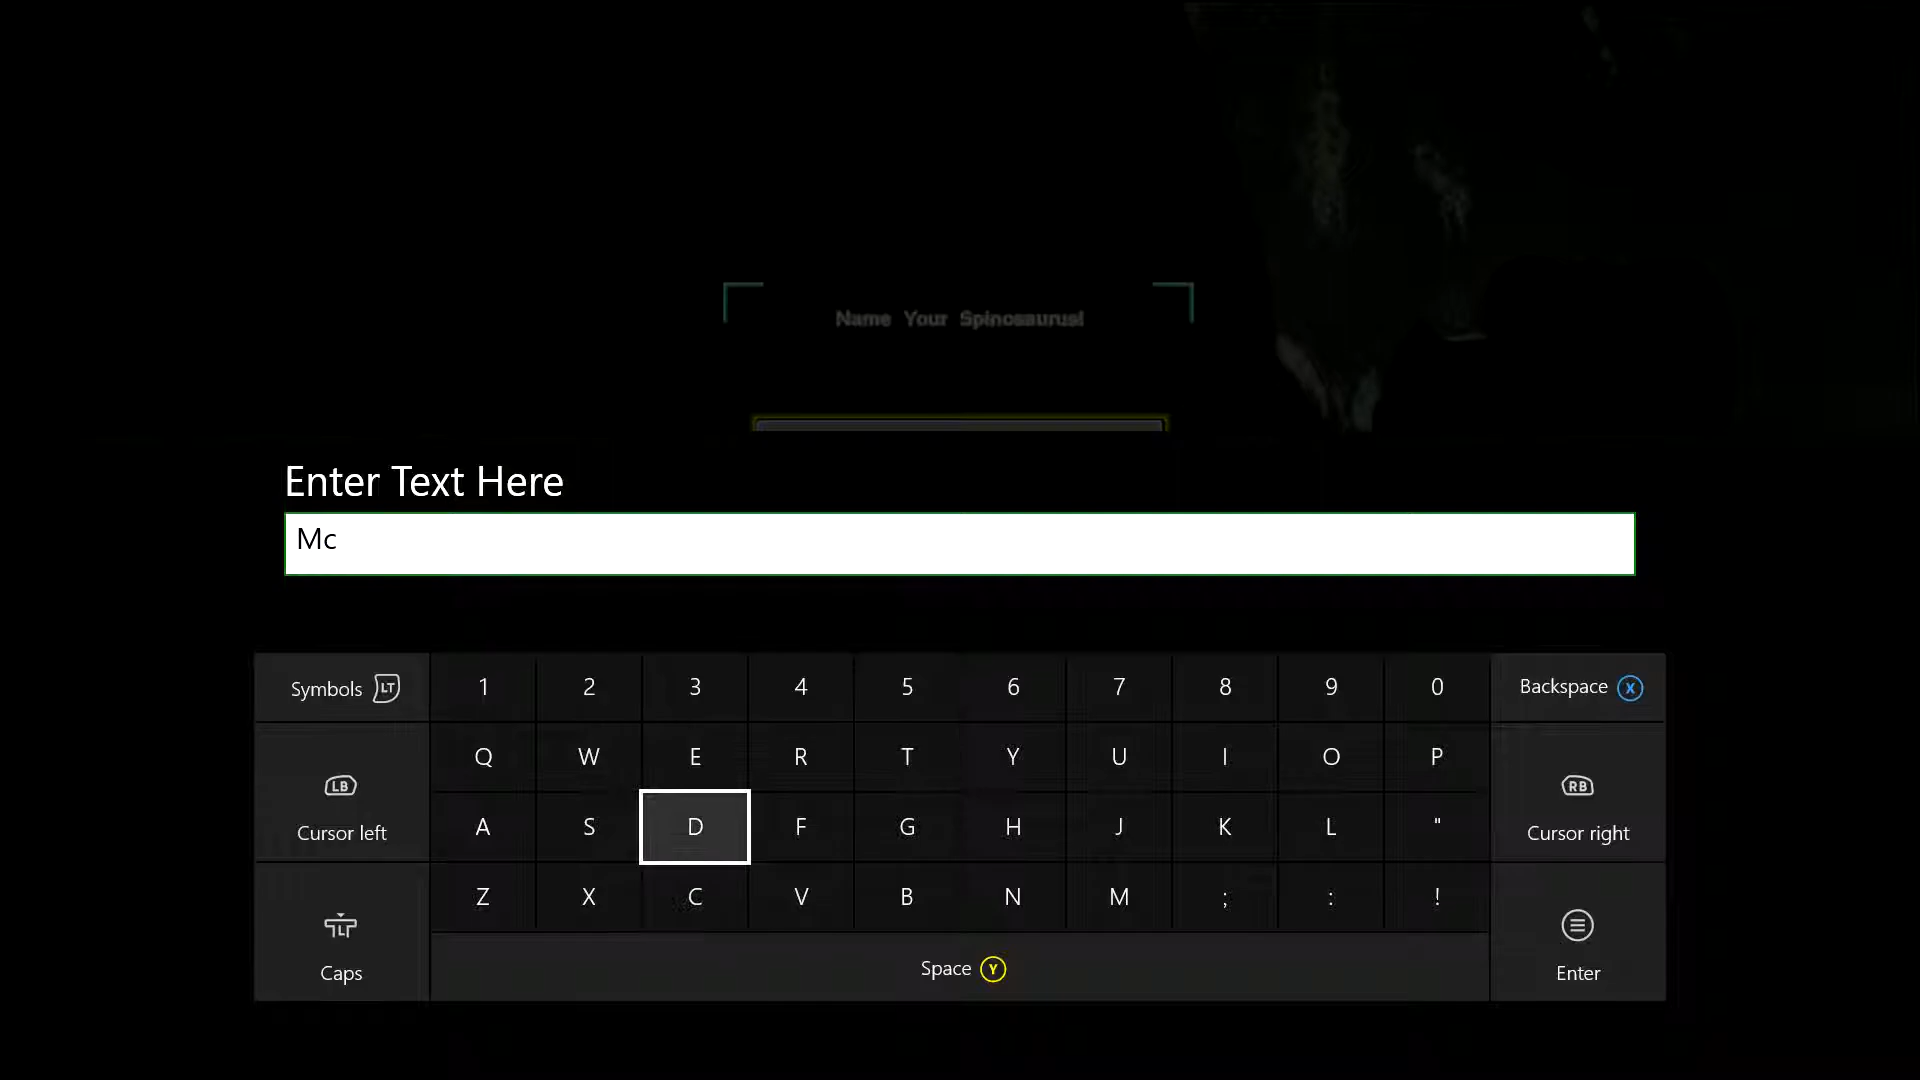 Name Your Spinosaurus!
Enter Text Here
Mc
Symbols LT 1 2 3 4 5 6 7 8 9 0 Backspace X
Q W E R T Y U I O P
LB RB
A S D F G H J K L "
Cursor left Cursor right
Z X C V B N M ; : !
LT
Space Y
Caps Enter